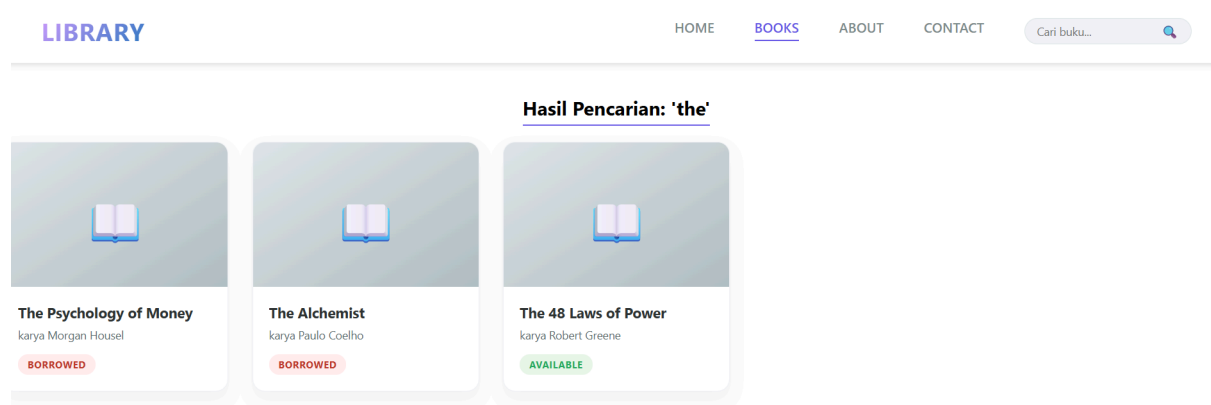 LIBRARY
HOME
BOOKS
ABOUT
CONTACT
Cari buku...
Hasil Pencarian: 'the'
The Psychology of Money
karya Morgan Housel
BORROWED
The Alchemist
karya Paulo Coelho
BORROWED
The 48 Laws of Power
karya Robert Greene
AVAILABLE